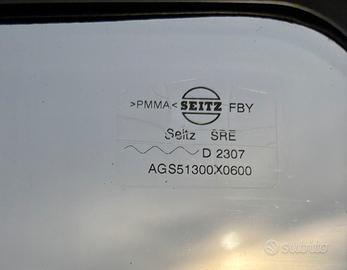 >PMMA< SEITZ FBY
Seitz SRE
D 2307
AGS51300X0600
subito